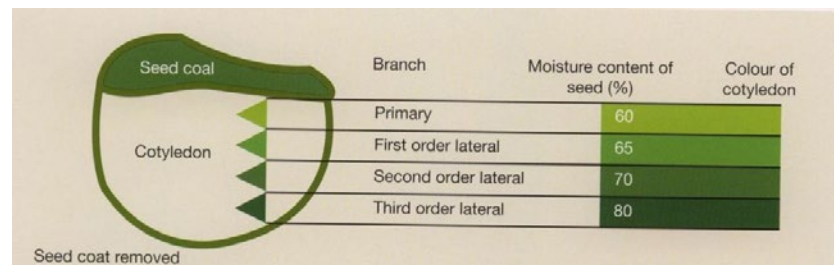 Seed coal
Branch
Moisture content of
seed (%)
Colour of
cotyledon
Cotyledon
Primary 60
First order lateral 65
Second order lateral 70
Third order lateral 80
Seed coat removed